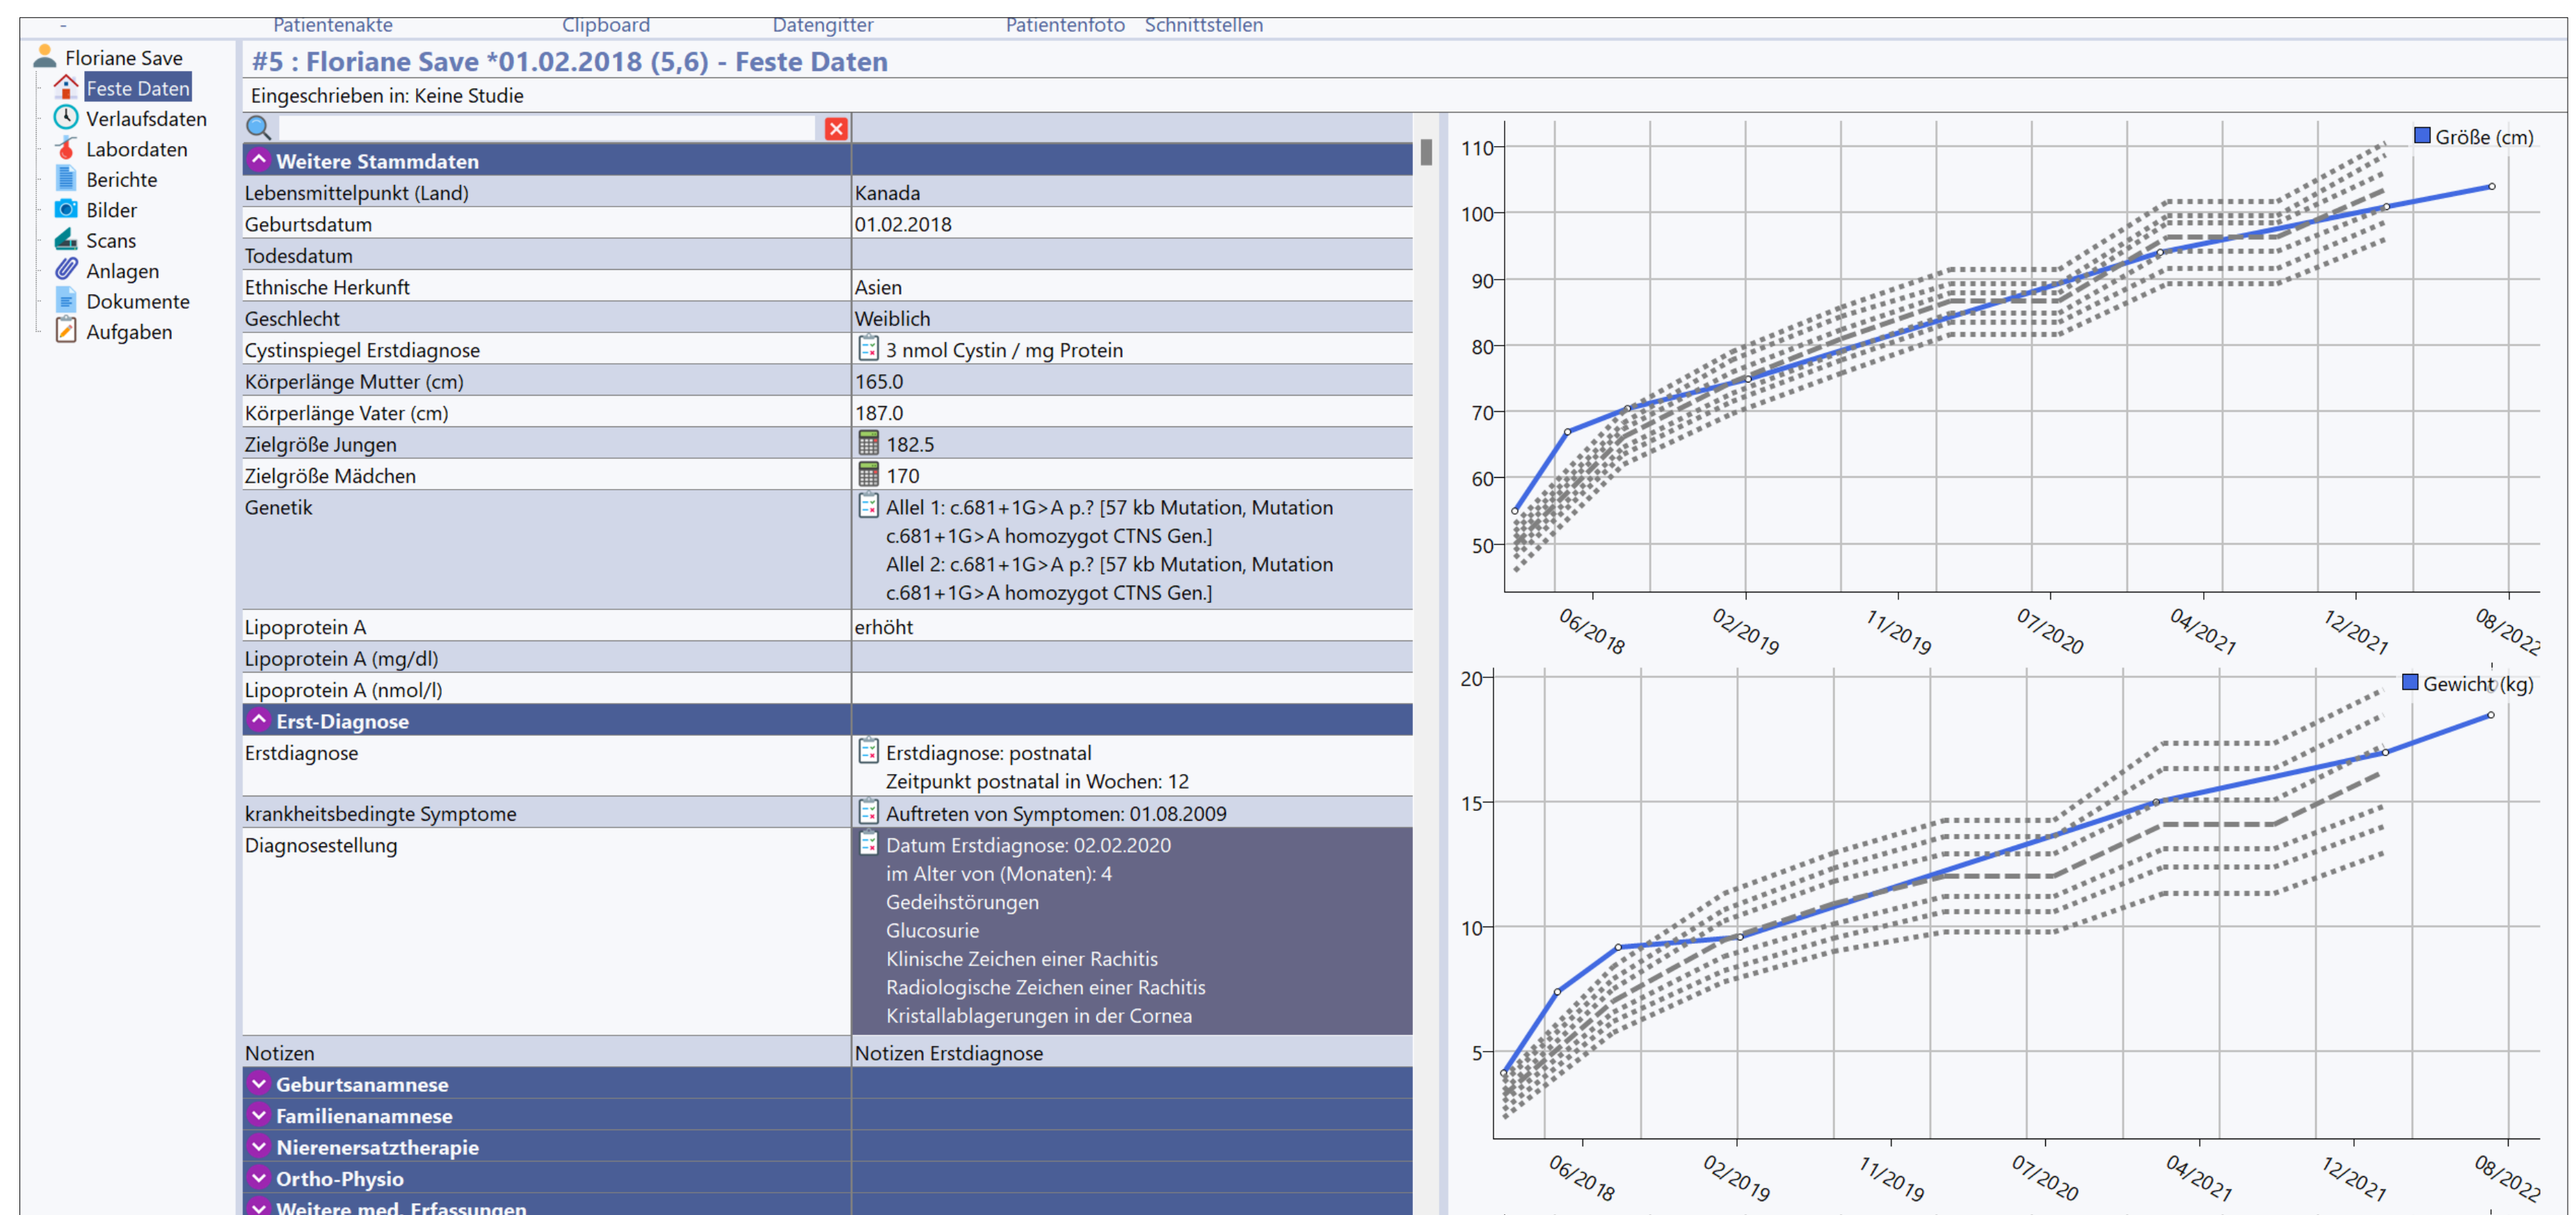 -
Patientenakte Clipboard Datengitter Patientenfoto Schnittstellen
Floriane Save
Feste Daten
Verlaufsdaten
Labordaten
Berichte
Bilder
Scans
Anlagen
Dokumente
Aufgaben
#5 : Floriane Save *01.02.2018 (5,6) - Feste Daten
Eingeschrieben in: Keine Studie
Weitere Stammdaten
Lebensmittelpunkt (Land) Kanada
Geburtsdatum 01.02.2018
Todesdatum
Ethnische Herkunft Asien
Geschlecht Weiblich
Cystinspiegel Erstdiagnose 3 nmol Cystin / mg Protein
Körperlänge Mutter (cm) 165.0
Körperlänge Vater (cm) 187.0
Zielgröße Jungen 182.5
Zielgröße Mädchen 170
Genetik Allel 1: c.681+1G>A p.? [57 kb Mutation, Mutation
c.681+1G>A homozygot CTNS Gen.]
Allel 2: c.681+1G>A p.? [57 kb Mutation, Mutation
c.681+1G>A homozygot CTNS Gen.]
Lipoprotein A erhöht
Lipoprotein A (mg/dl)
Lipoprotein A (nmol/l)
Erst-Diagnose
Erstdiagnose Erstdiagnose: postnatal
Zeitpunkt postnatal in Wochen: 12
krankheitsbedingte Symptome Auftreten von Symptomen: 01.08.2009
Diagnosestellung Datum Erstdiagnose: 02.02.2020
im Alter von (Monaten): 4
Gedeihstörungen
Glucosurie
Klinische Zeichen einer Rachitis
Radiologische Zeichen einer Rachitis
Kristallablagerungen in der Cornea
Notizen Notizen Erstdiagnose
Geburtsanamnese
Familienanamnese
Nierenersatztherapie
Ortho-Physio
Weitere med. Erfassungen
Größe (cm)
110
100
90
80
70
60
50
06/2018 02/2019 11/2019 07/2020 04/2021 12/2021 08/2022
Gewicht (kg)
20
15
10
5
06/2018 02/2019 11/2019 07/2020 04/2021 12/2021 08/2022